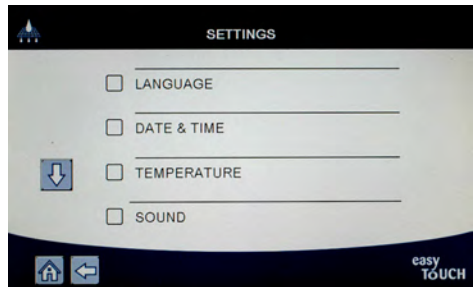 SETTINGS
LANGUAGE
DATE & TIME
TEMPERATURE
SOUND
easy
TOUCH